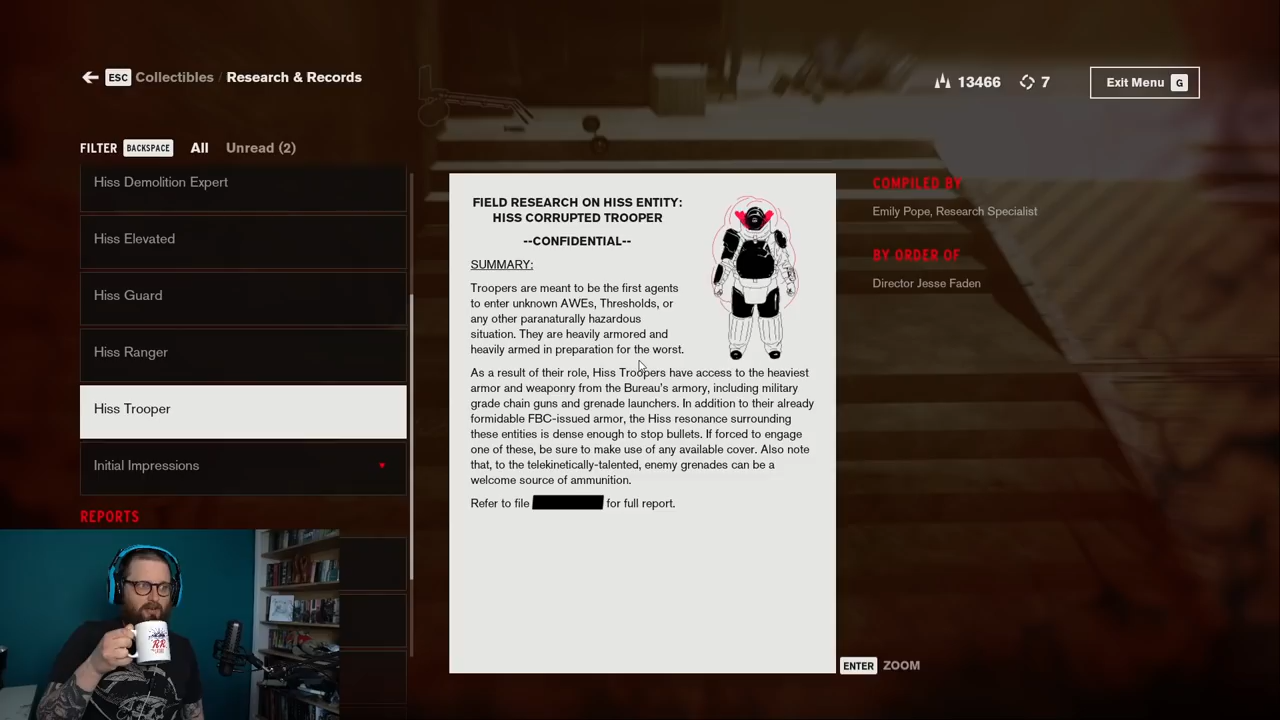 ESC Collectibles / Research & Records
13466
7
Exit Menu G
FILTER BACKSPACE All Unread (2)
Hiss Demolition Expert
Hiss Elevated
Hiss Guard
Hiss Ranger
Hiss Trooper
Initial Impressions
REPORTS
FIELD RESEARCH ON HISS ENTITY:
HISS CORRUPTED TROOPER
--CONFIDENTIAL--
SUMMARY:
Troopers are meant to be the first agents
to enter unknown AWEs, Thresholds, or
any other paranaturally hazardous
situation. They are heavily armored and
heavily armed in preparation for the worst.
As a result of their role, Hiss Troopers have access to the heaviest
armor and weaponry from the Bureau's armory, including military
grade chain guns and grenade launchers. In addition to their already
formidable FBC-issued armor, the Hiss resonance surrounding
these entities is dense enough to stop bullets. If forced to engage
one of these, be sure to make use of any available cover. Also note
that, to the telekinetically-talented, enemy grenades can be a
welcome source of ammunition.
Refer to file for full report.
COMPILED BY
Emily Pope, Research Specialist
BY ORDER OF
Director Jesse Faden
ENTER ZOOM